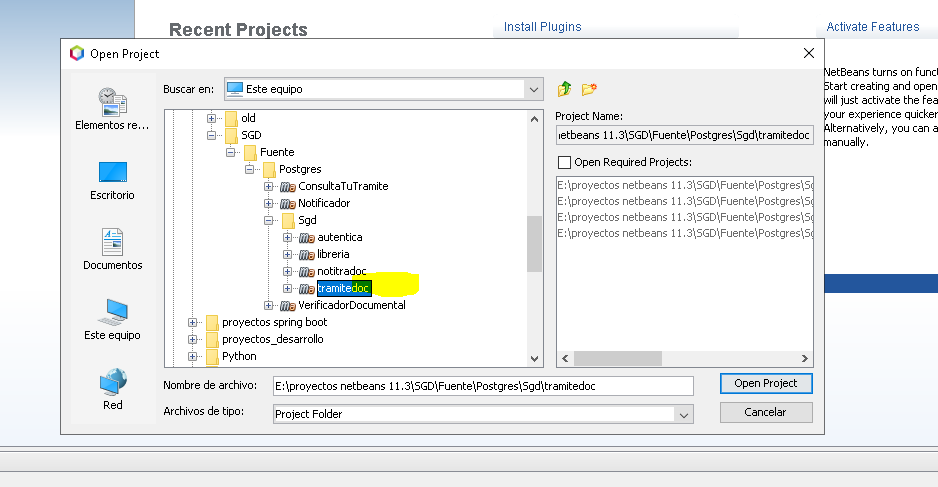 Recent Projects
Install Plugins
Activate Features
NetBeans turns on func
Start creating and open
will just activate the fea
your experience quicker
Alternatively, you can a
manually.
Open Project
Buscar en:
Este equipo
Elementos re...
Escritorio
Documentos
Este equipo
Red
old
SGD
Fuente
Postgres
ConsultaTuTramite
Notificador
Sgd
autentica
libreria
notitradoc
tramitedoc
VerificadorDocumental
proyectos spring boot
proyectos_desarrollo
Python
Project Name:
etbeans 11.3\SGD\Fuente\Postgres\Sgd\tramitedoc
Open Required Projects:
E:\proyectos netbeans 11.3\SGD\Fuente\Postgres\Sg
E:\proyectos netbeans 11.3\SGD\Fuente\Postgres\Sg
E:\proyectos netbeans 11.3\SGD\Fuente\Postgres\Sg
E:\proyectos netbeans 11.3\SGD\Fuente\Postgres\Sg
Nombre de archivo:
E:\proyectos netbeans 11.3\SGD\Fuente\Postgres\Sgd\tramitedoc
Open Project
Archivos de tipo:
Project Folder
Cancelar